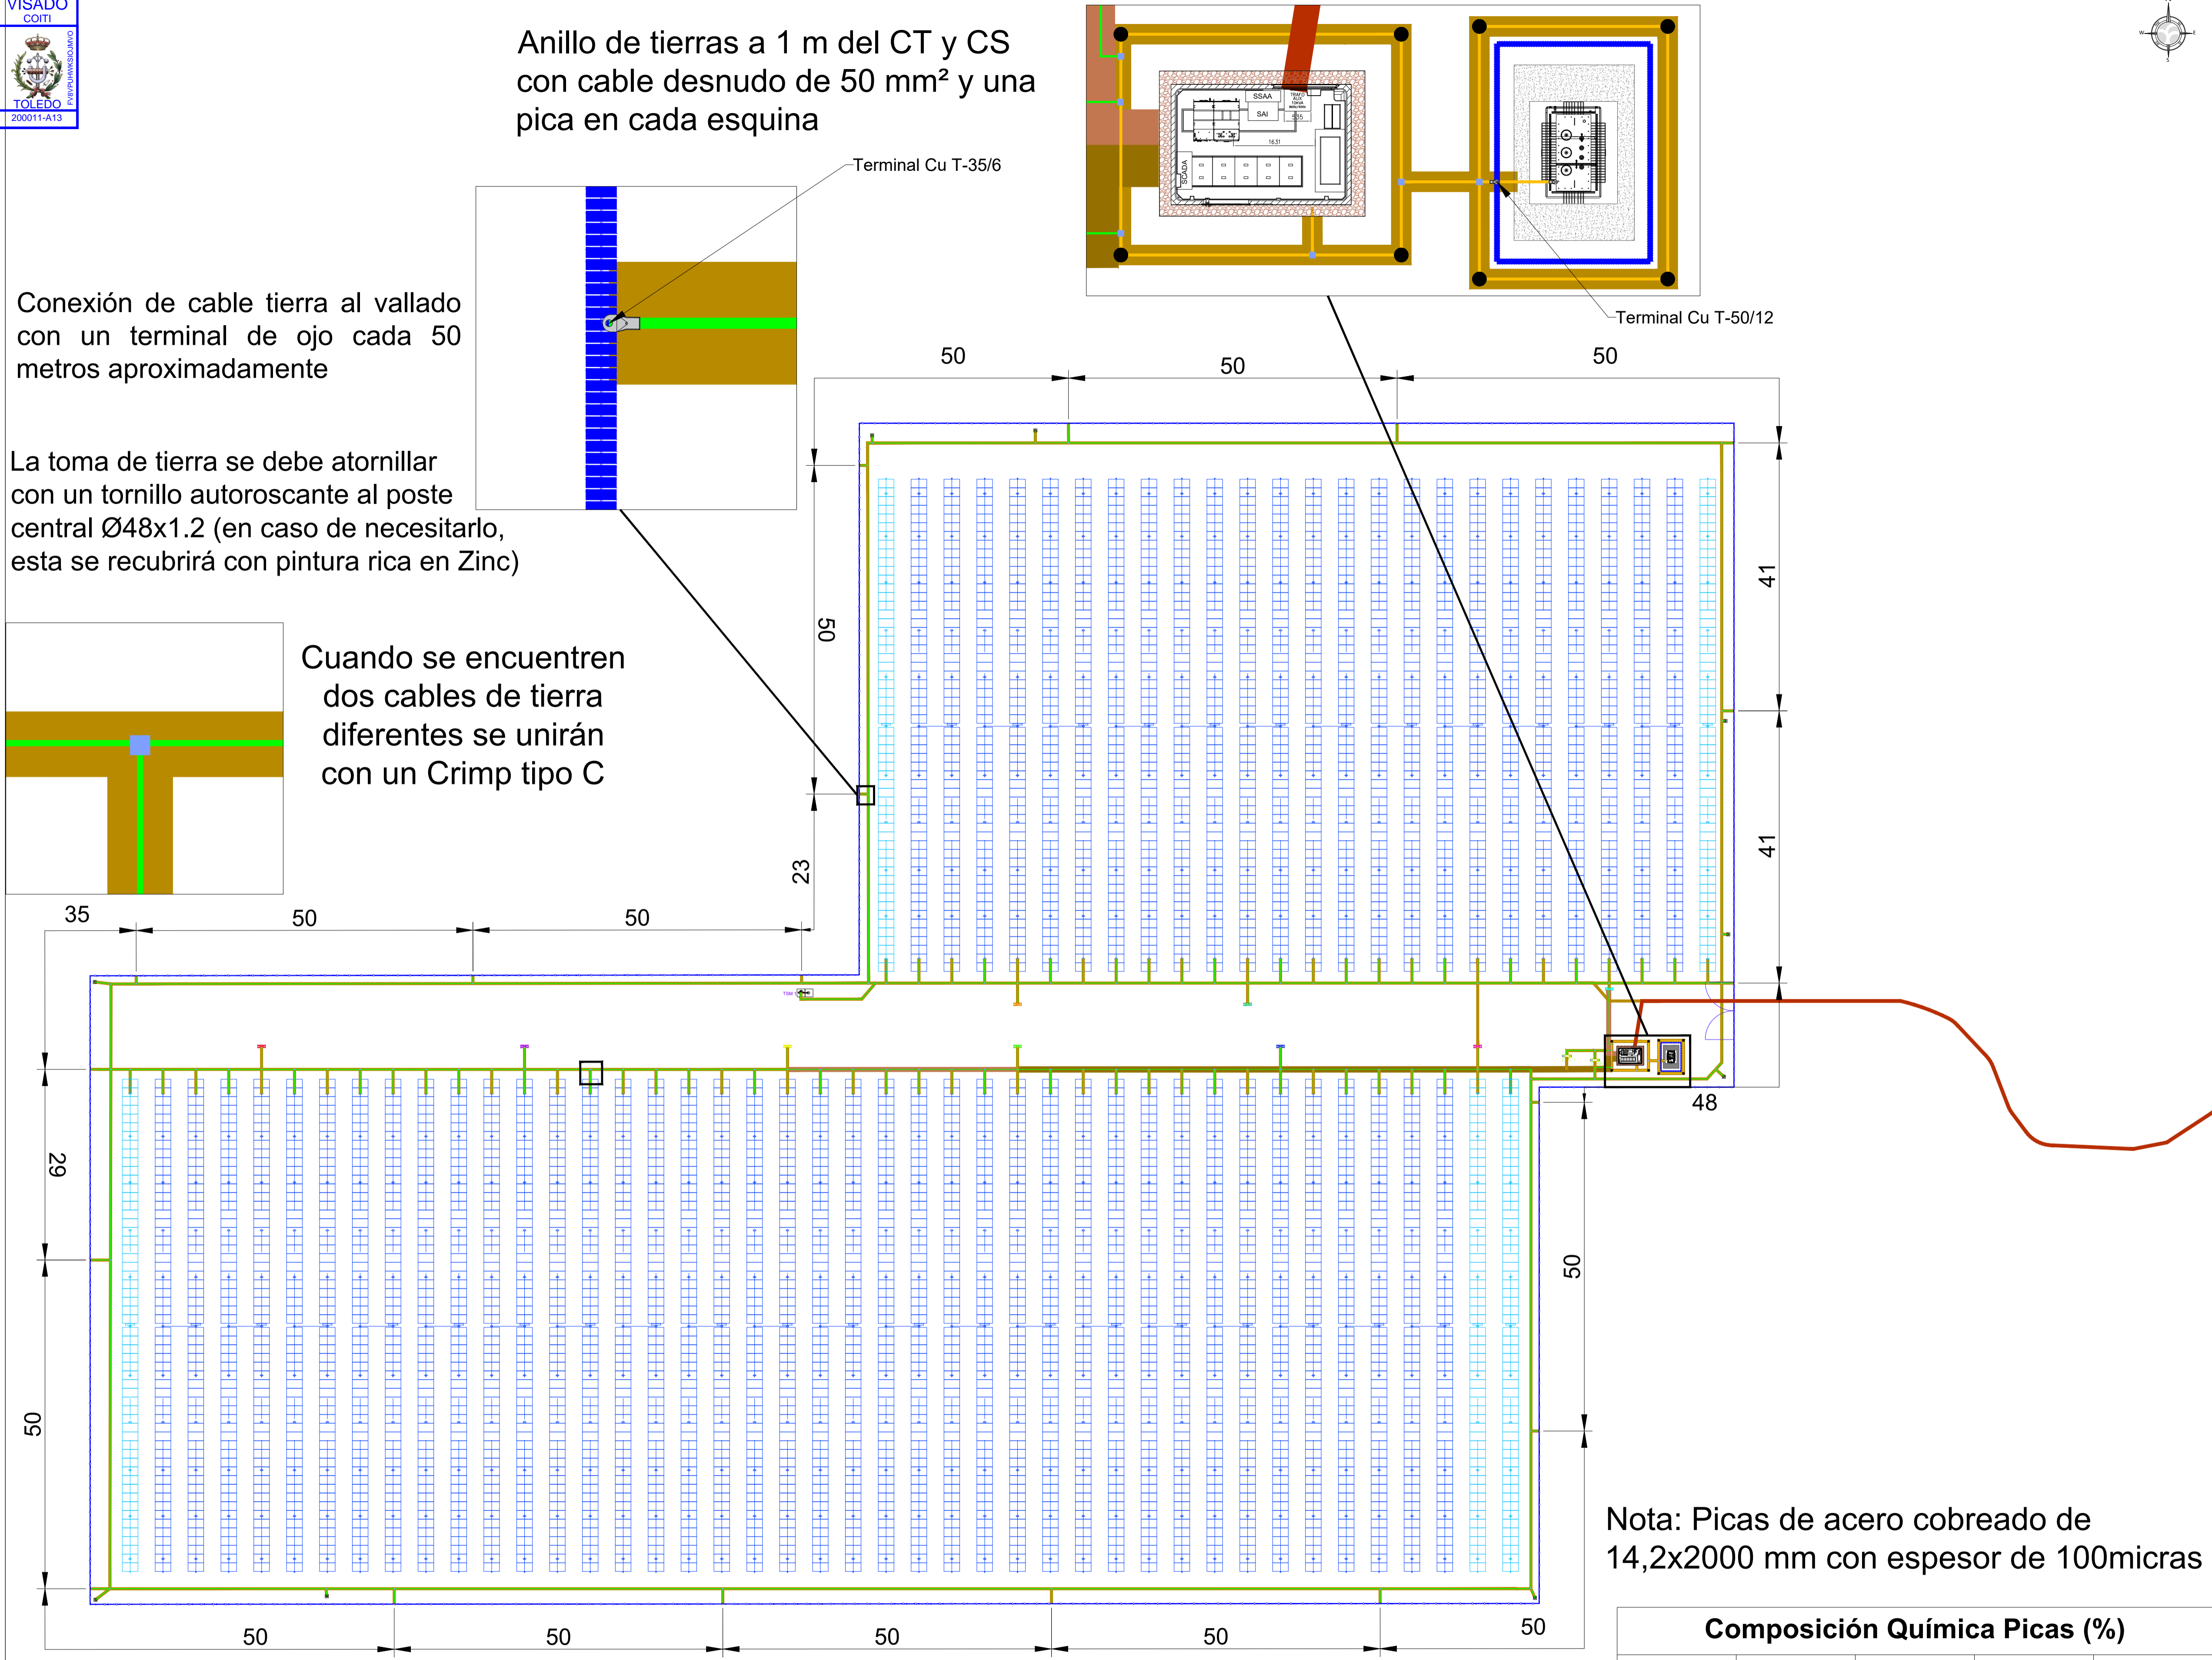 VISADO
COITI
TOLEDO
200011-A13
Anillo de tierras a 1 m del CT y CS
con cable desnudo de 50 mm² y una
pica en cada esquina
Terminal Cu T-35/6
SSAA
SAI
TRAFO
AUX
535
1631
SCADA
Terminal Cu T-50/12
W
E
S
Conexión de cable tierra al vallado
con un terminal de ojo cada 50
metros aproximadamente
La toma de tierra se debe atornillar
con un tornillo autoroscante al poste
central Ø48x1.2 (en caso de necesitarlo,
esta se recubrirá con pintura rica en Zinc)
Cuando se encuentren
dos cables de tierra
diferentes se unirán
con un Crimp tipo C
50
50
50
50
23
41
41
35
50
50
48
29
50
50
50
50
50
50
50
Nota: Picas de acero cobreado de
14,2x2000 mm con espesor de 100micras
Composición Química Picas (%)